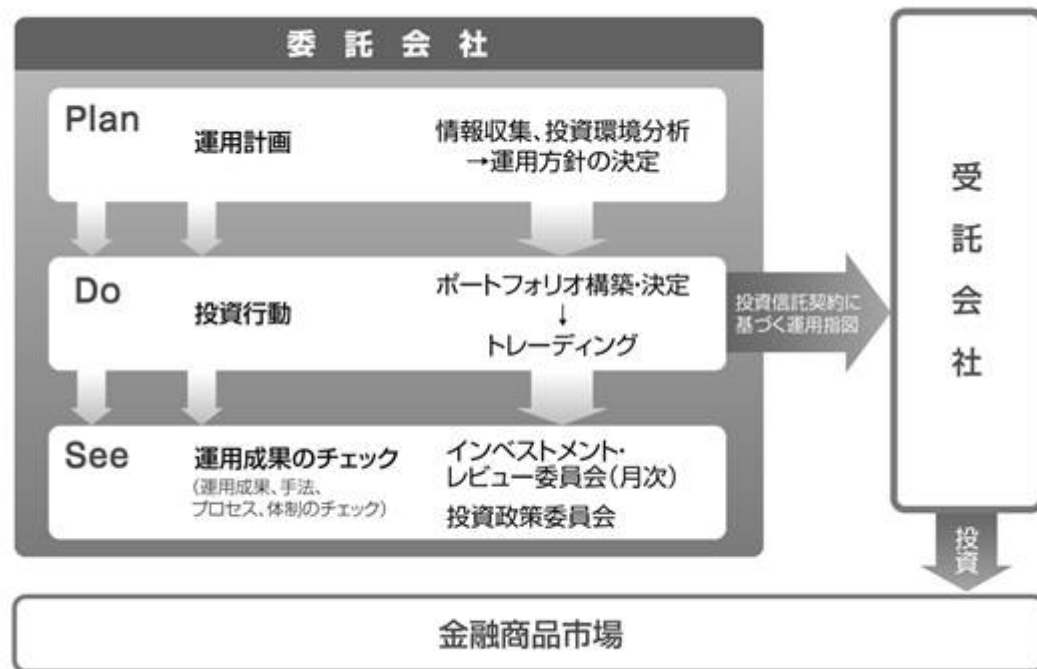 委託会社
Plan
運用計画
情報収集、投資環境分析
→運用方針の決定
Do
投資行動
ポートフォリオ構築・決定
↓
トレーディング
See
運用成果のチェック
(運用成果、手法、
プロセス、体制のチェック)
インベストメント・
レビュー委員会(月次)
投資政策委員会
投資信託契約に
基づく運用指図
受託会社
投資
金融商品市場